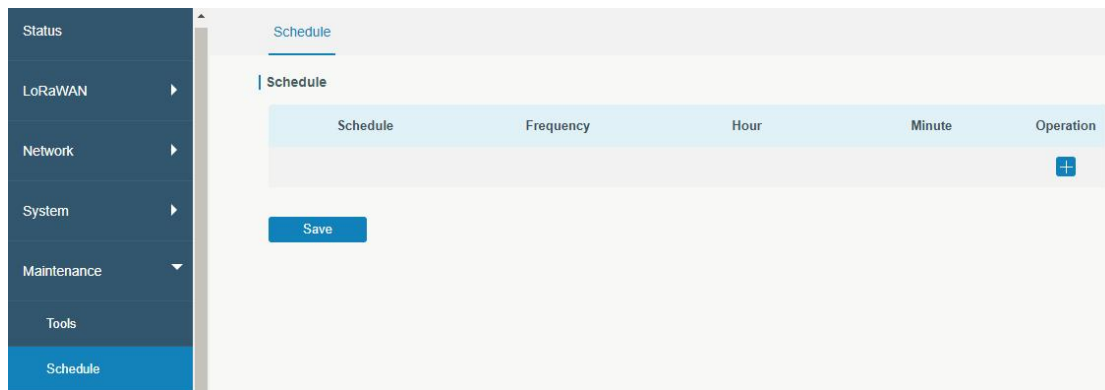 Status
LoRaWAN
Network
System
Maintenance
Tools
Schedule
Schedule
Schedule
Schedule Frequency Hour Minute Operation
Save